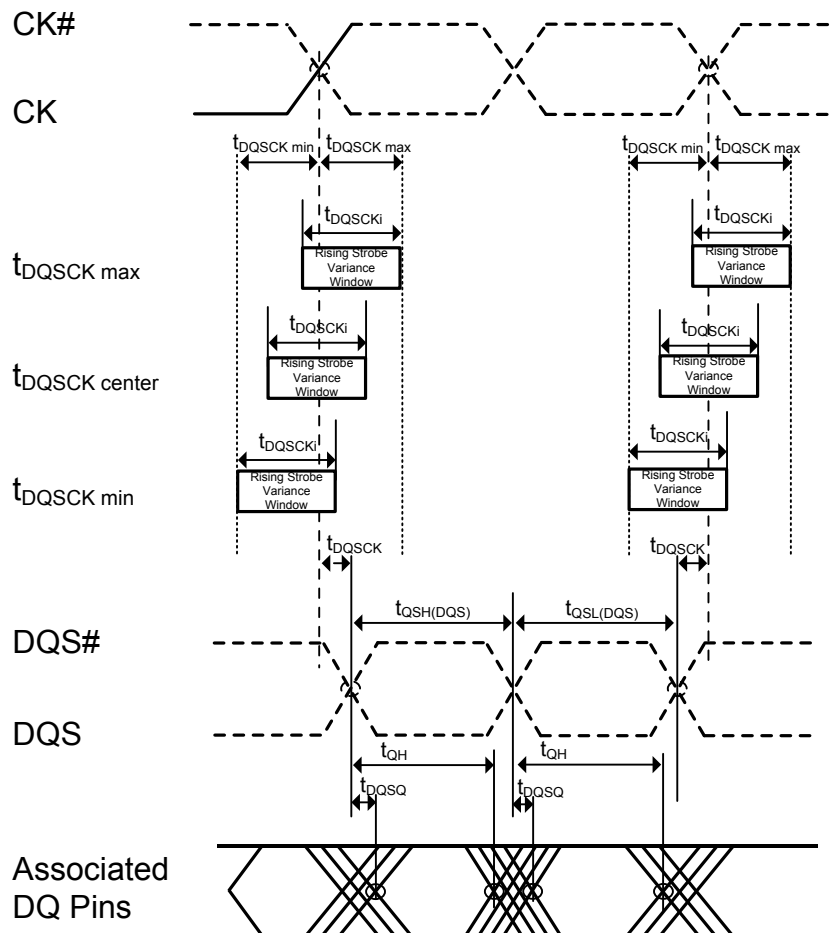 CK#
CK
tDQSCK min tDQSCK max
tDQSCK min tDQSCK max
tDQSCKi
tDQSCKi
tDQSCK max
Rising Strobe
Variance
Window
Rising Strobe
Variance
Window
tDQSCKi
tDQSCKi
tDQSCK center
Rising Strobe
Variance
Window
Rising Strobe
Variance
Window
tDQSCKi
tDQSCKi
tDQSCK min
Rising Strobe
Variance
Window
Rising Strobe
Variance
Window
tDQSCK
tDQSCK
tQSH(DQS)
tQSL(DQS)
DQS#
DQS
tQH
tQH
tDQSQ
tDQSQ
Associated
DQ Pins